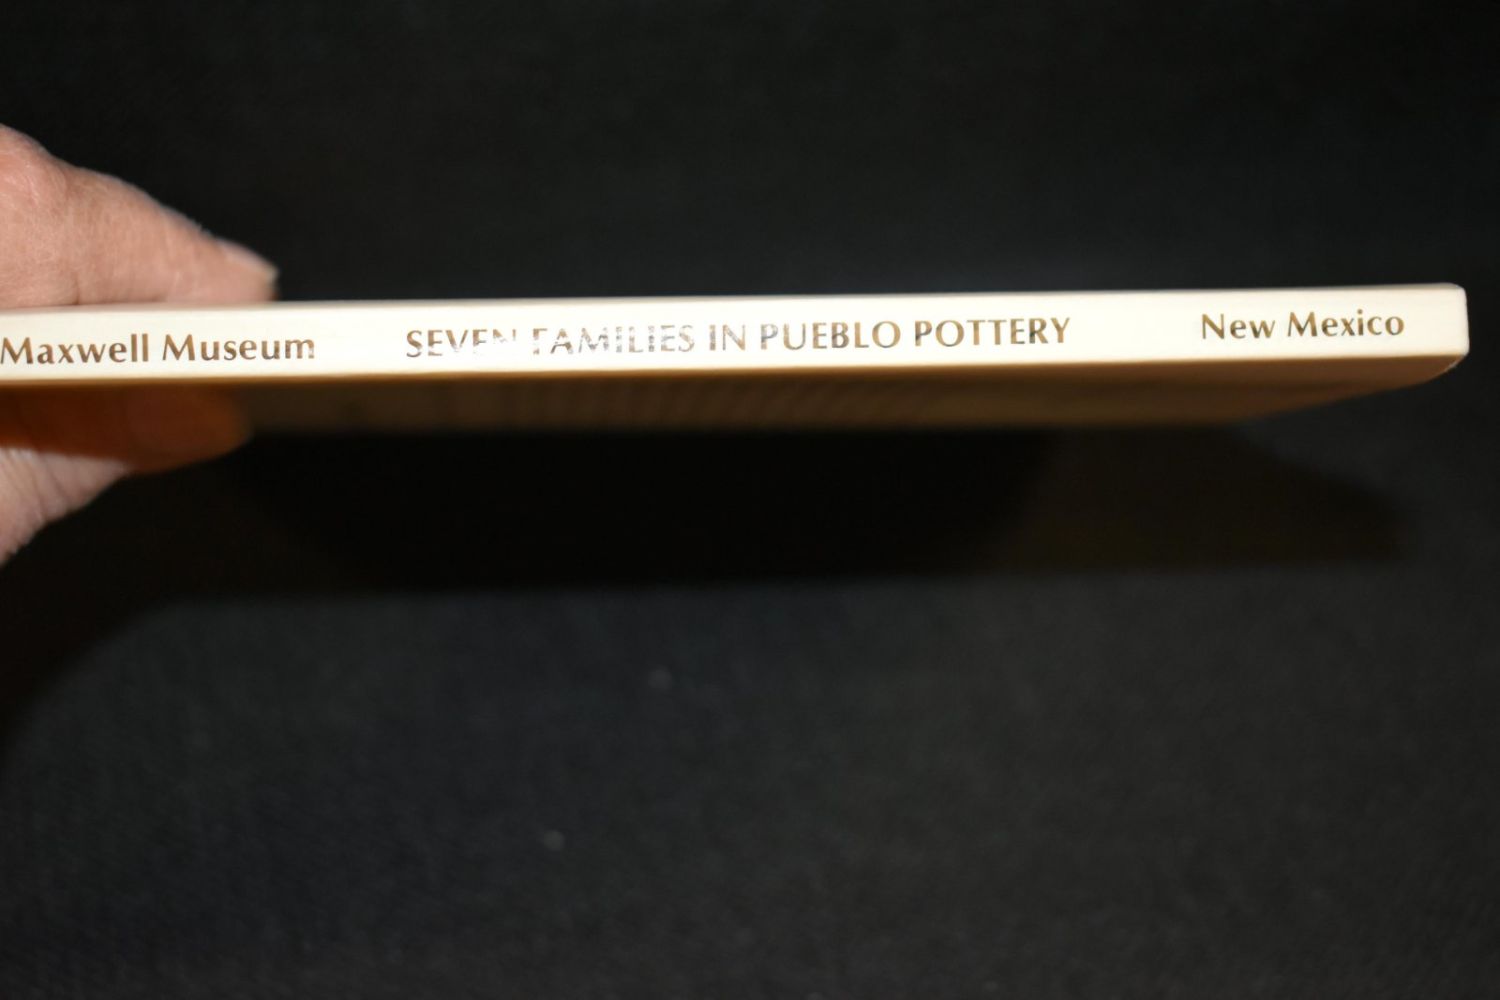 Maxwell Museum SEVEN FAMILIES IN PUEBLO POTTERY New Mexico